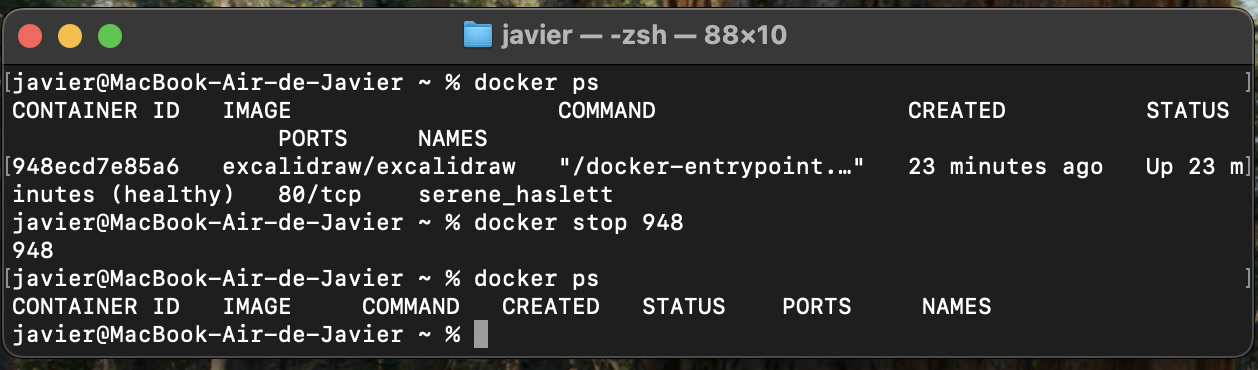 javier — -zsh — 88×10
[javier@MacBook-Air-de-Javier ~ % docker ps ]
CONTAINER ID   IMAGE                   COMMAND                  CREATED          STATUS
                   PORTS     NAMES
[948ecd7e85a6   excalidraw/excalidraw   "/docker-entrypoint.…"   23 minutes ago   Up 23 m]
inutes (healthy)   80/tcp    serene_haslett
javier@MacBook-Air-de-Javier ~ % docker stop 948
948
[javier@MacBook-Air-de-Javier ~ % docker ps ]
CONTAINER ID   IMAGE     COMMAND   CREATED   STATUS    PORTS     NAMES
javier@MacBook-Air-de-Javier ~ %